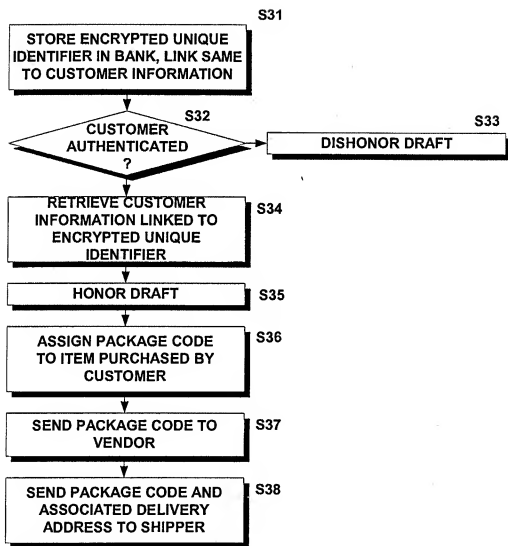 S31
STORE ENCRYPTED UNIQUE
IDENTIFIER IN BANK, LINK SAME
TO CUSTOMER INFORMATION
S32
CUSTOMER
AUTHENTICATED
?
S33
DISHONOR DRAFT
S34
RETRIEVE CUSTOMER
INFORMATION LINKED TO
ENCRYPTED UNIQUE
IDENTIFIER
HONOR DRAFT
S35
ASSIGN PACKAGE CODE
TO ITEM PURCHASED BY
CUSTOMER
S36
SEND PACKAGE CODE TO
VENDOR
S37
SEND PACKAGE CODE AND
ASSOCIATED DELIVERY
ADDRESS TO SHIPPER
S38